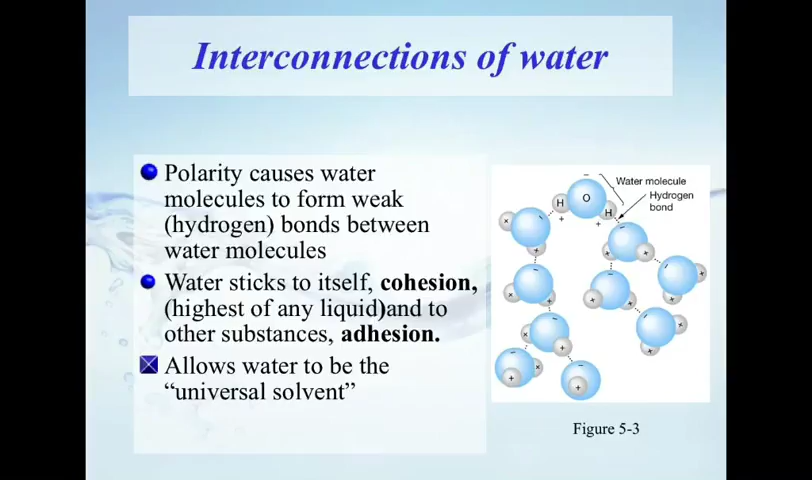 Interconnections of water
Polarity causes water
molecules to form weak
(hydrogen) bonds between
water molecules
Water sticks to itself, cohesion,
(highest of any liquid)and to
other substances, adhesion.
Allows water to be the
“universal solvent”
Water molecule
Hydrogen
bond
H
O
H
Figure 5-3